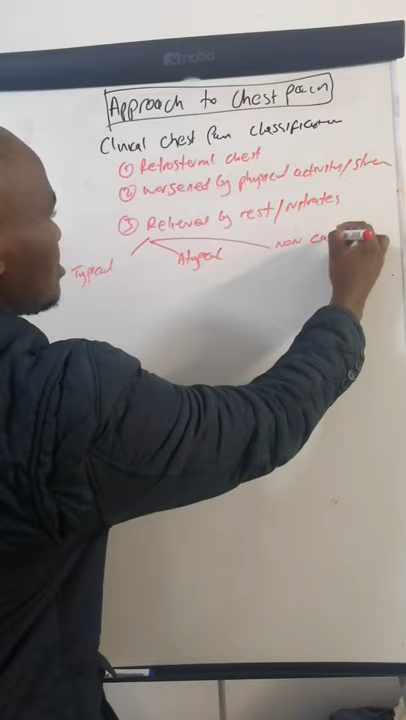 nobo
Approach to Chest pain
Clinical Chest Pain classification
① Retrosternal chest
② Worsened by physical activity/stress
③ Relieved by rest/nitrates
Typical Atypical non ca